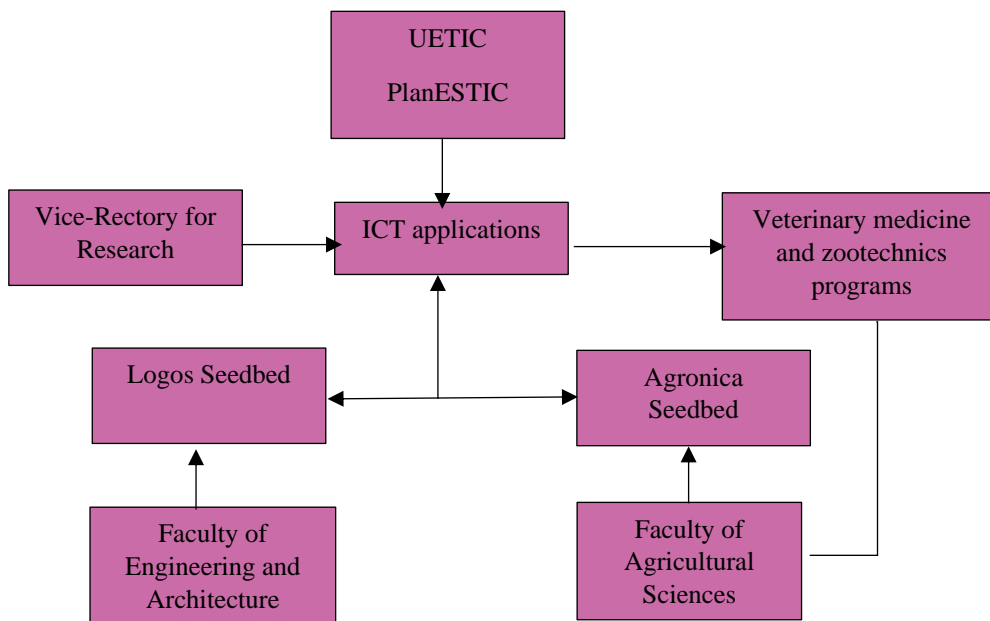 UETIC
PlanESTIC
Vice-Rectory for
Research
ICT applications
Veterinary medicine
and zootechnics
programs
Logos Seedbed
Agronica
Seedbed
Faculty of
Engineering and
Architecture
Faculty of
Agricultural
Sciences